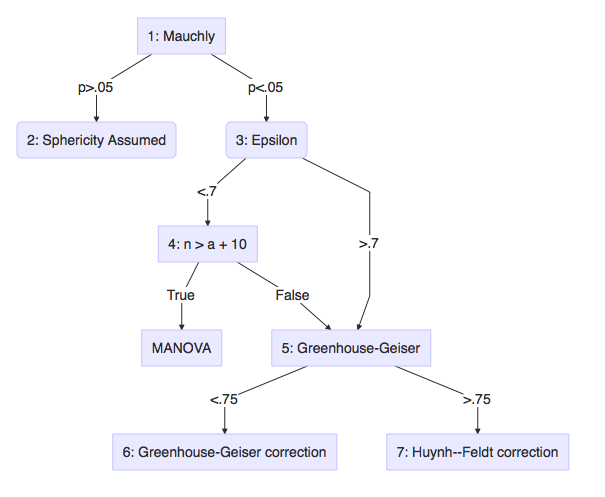 1: Mauchly
p>.05
p<.05
2: Sphericity Assumed
3: Epsilon
<.7
4: n > a + 10
>.7
True
False
MANOVA
5: Greenhouse-Geiser
<.75
>.75
6: Greenhouse-Geiser correction
7: Huynh--Feldt correction